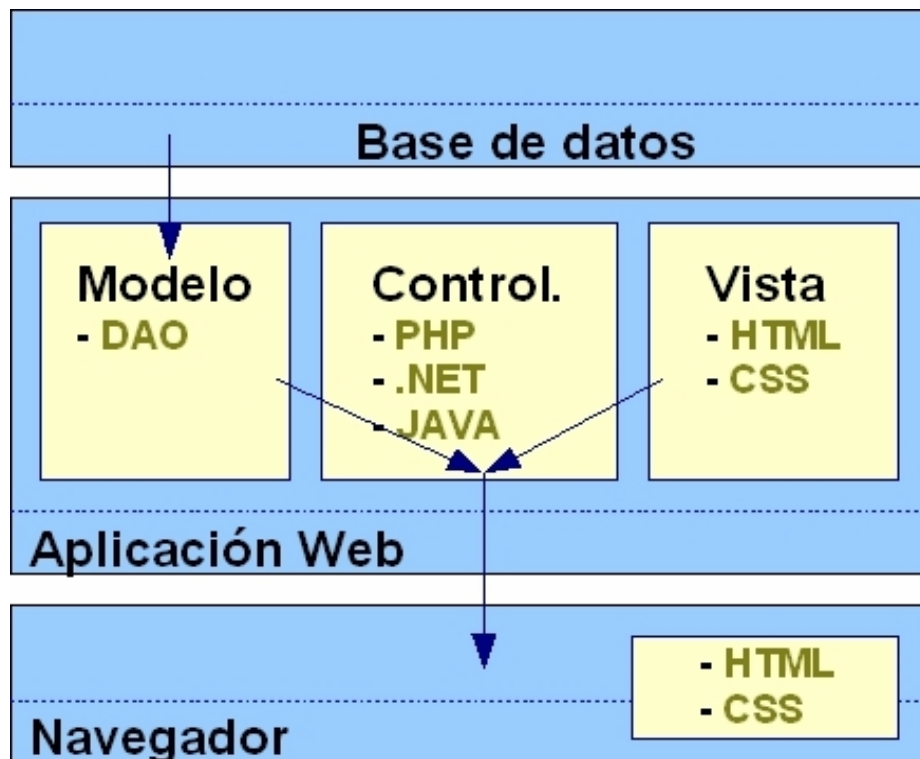 Base de datos
Modelo
- DAO
Control.
- PHP
- .NET
- JAVA
Vista
- HTML
- CSS
Aplicación Web
- HTML
- CSS
Navegador